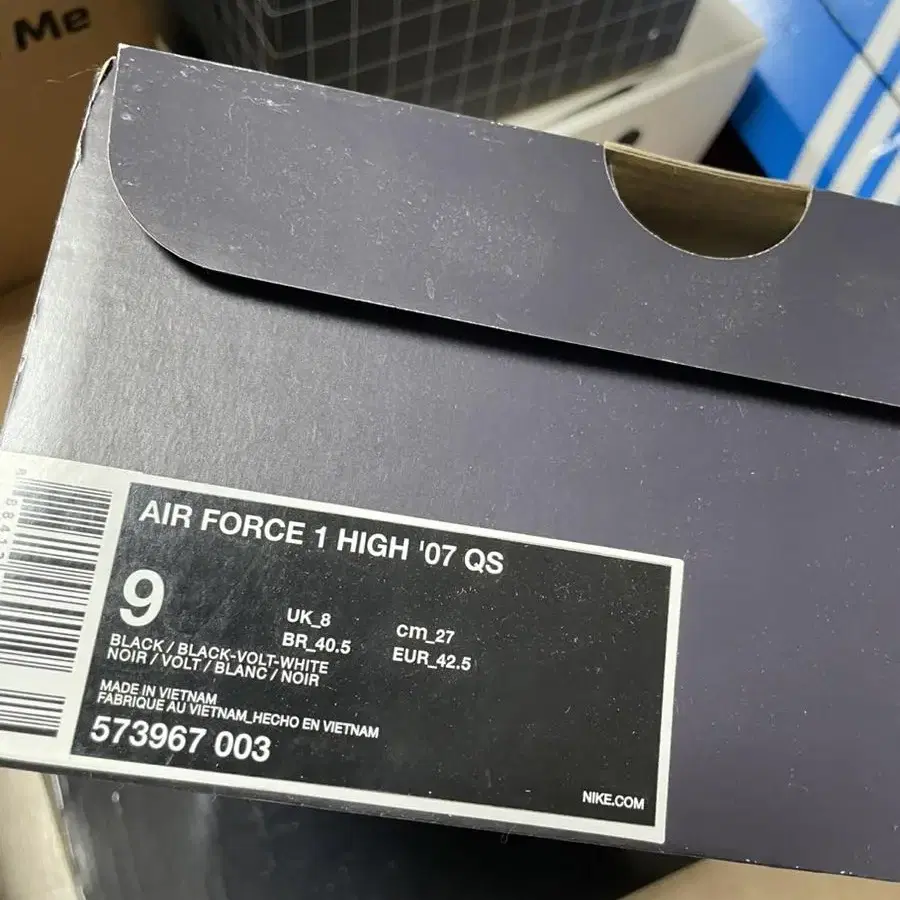 Me
AIR FORCE 1 HIGH '07 QS
9
UK_8
cm_27
BR_40.5
EUR_42.5
BLACK / BLACK-VOLT-WHITE
NOIR / VOLT / BLANC / NOIR
MADE IN VIETNAM
FABRIQUE AU VIETNAM_HECHO EN VIETNAM
573967 003
NIKE.COM